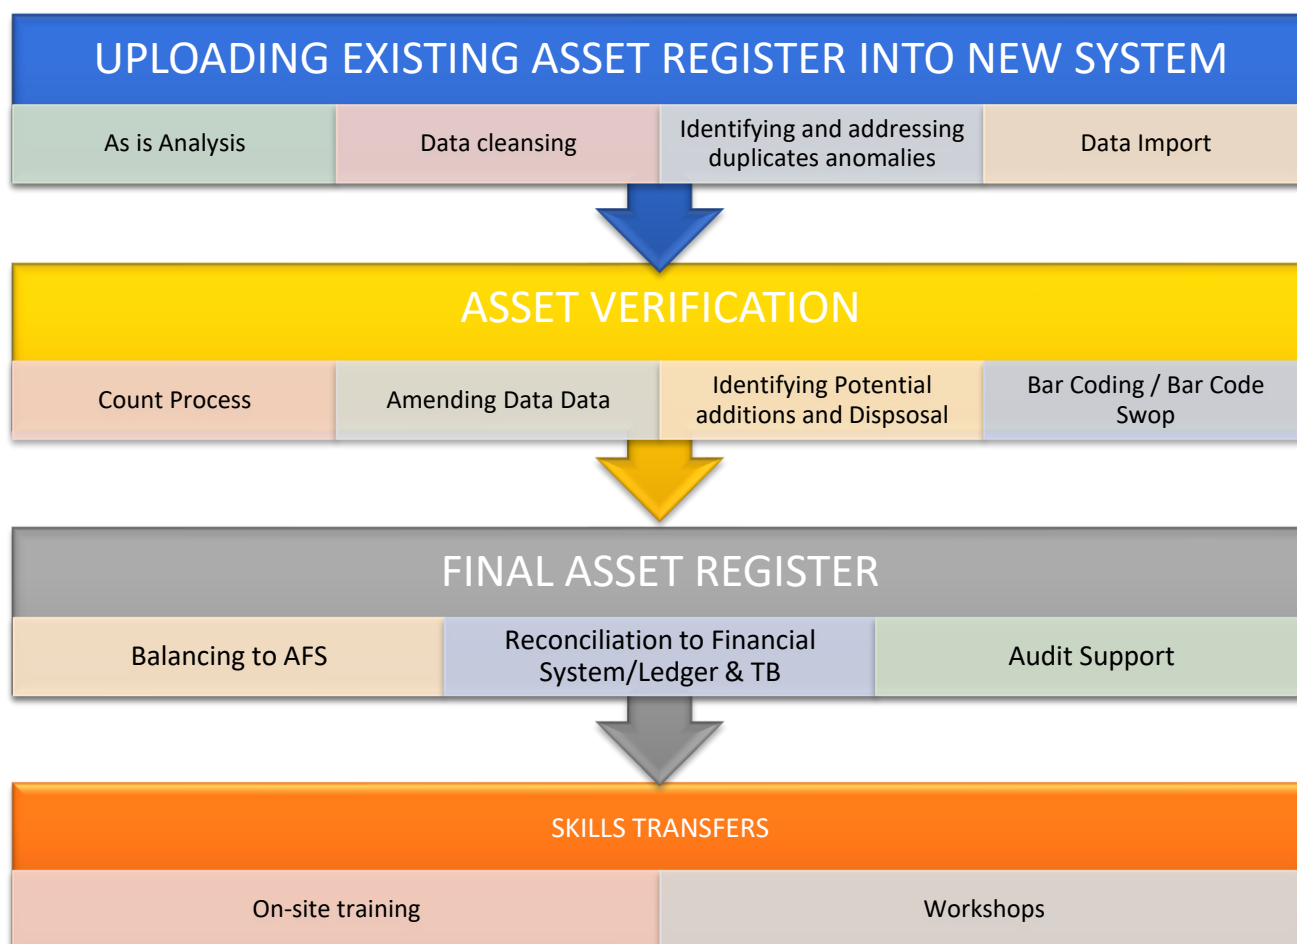 UPLOADING EXISTING ASSET REGISTER INTO NEW SYSTEM
As is Analysis
Data cleansing
Identifying and addressing
duplicates anomalies
Data Import
ASSET VERIFICATION
Count Process
Amending Data Data
Identifying Potential
additions and Dispsosal
Bar Coding / Bar Code
Swop
FINAL ASSET REGISTER
Balancing to AFS
Reconciliation to Financial
System/Ledger & TB
Audit Support
SKILLS TRANSFERS
On-site training
Workshops